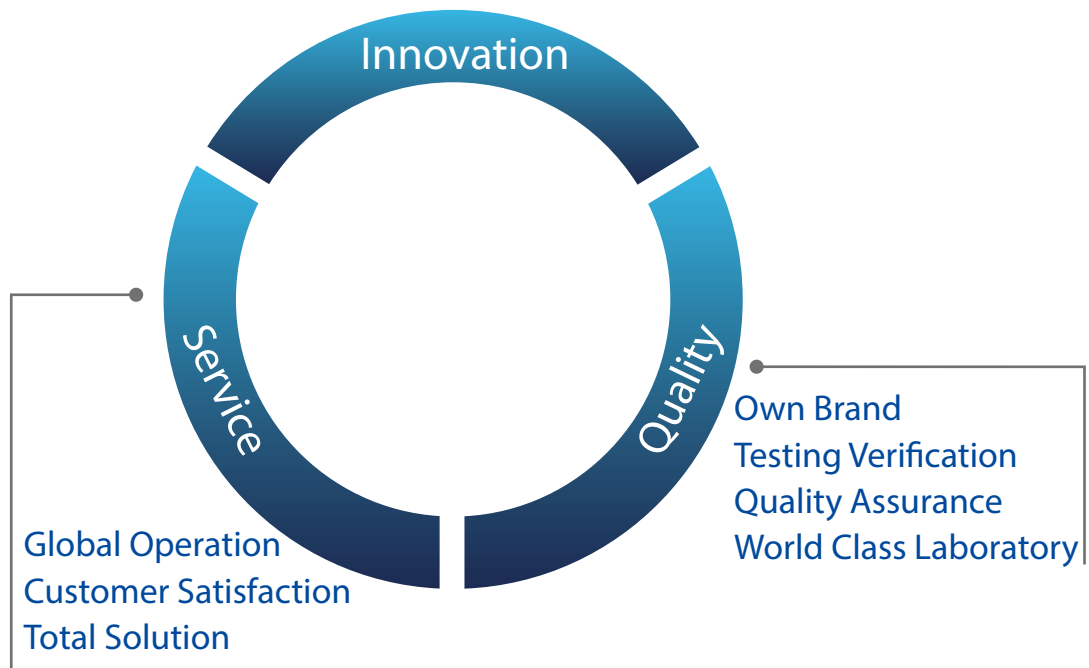 Innovation
Service
Quality
Own Brand
Testing Verification
Quality Assurance
World Class Laboratory
Global Operation
Customer Satisfaction
Total Solution